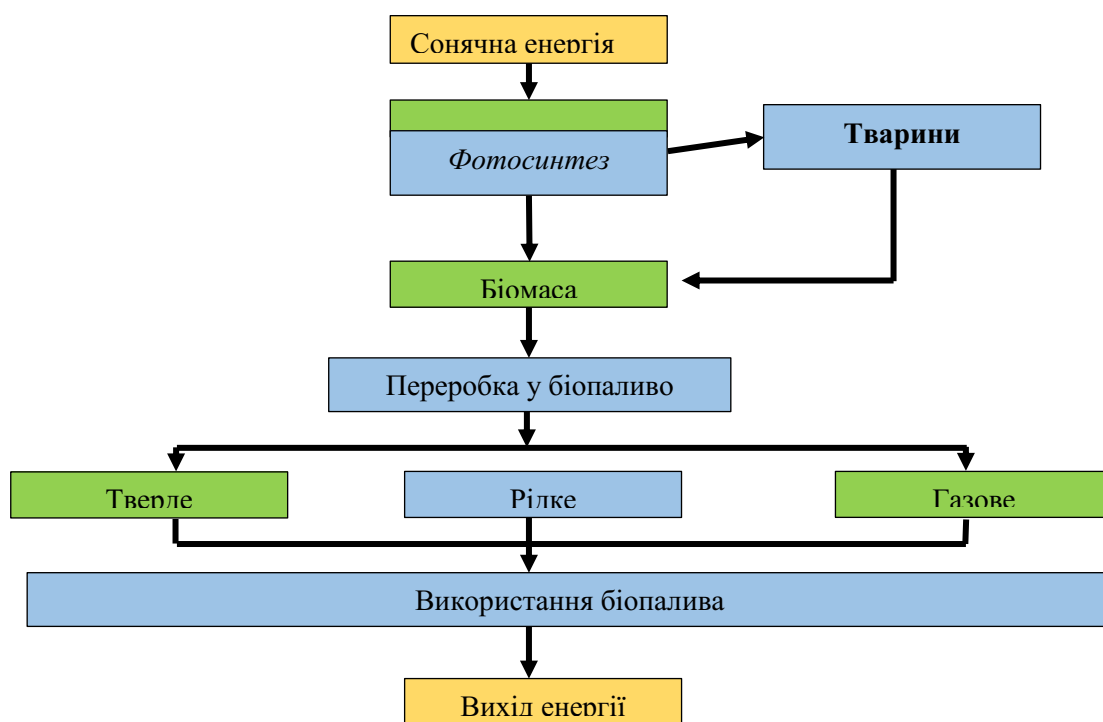 Сонячна енергія
Фотосинтез
Тварини
Біомаса
Переробка у біопаливо
Тверде
Рідке
Газове
Використання біопалива
Вихід енергії